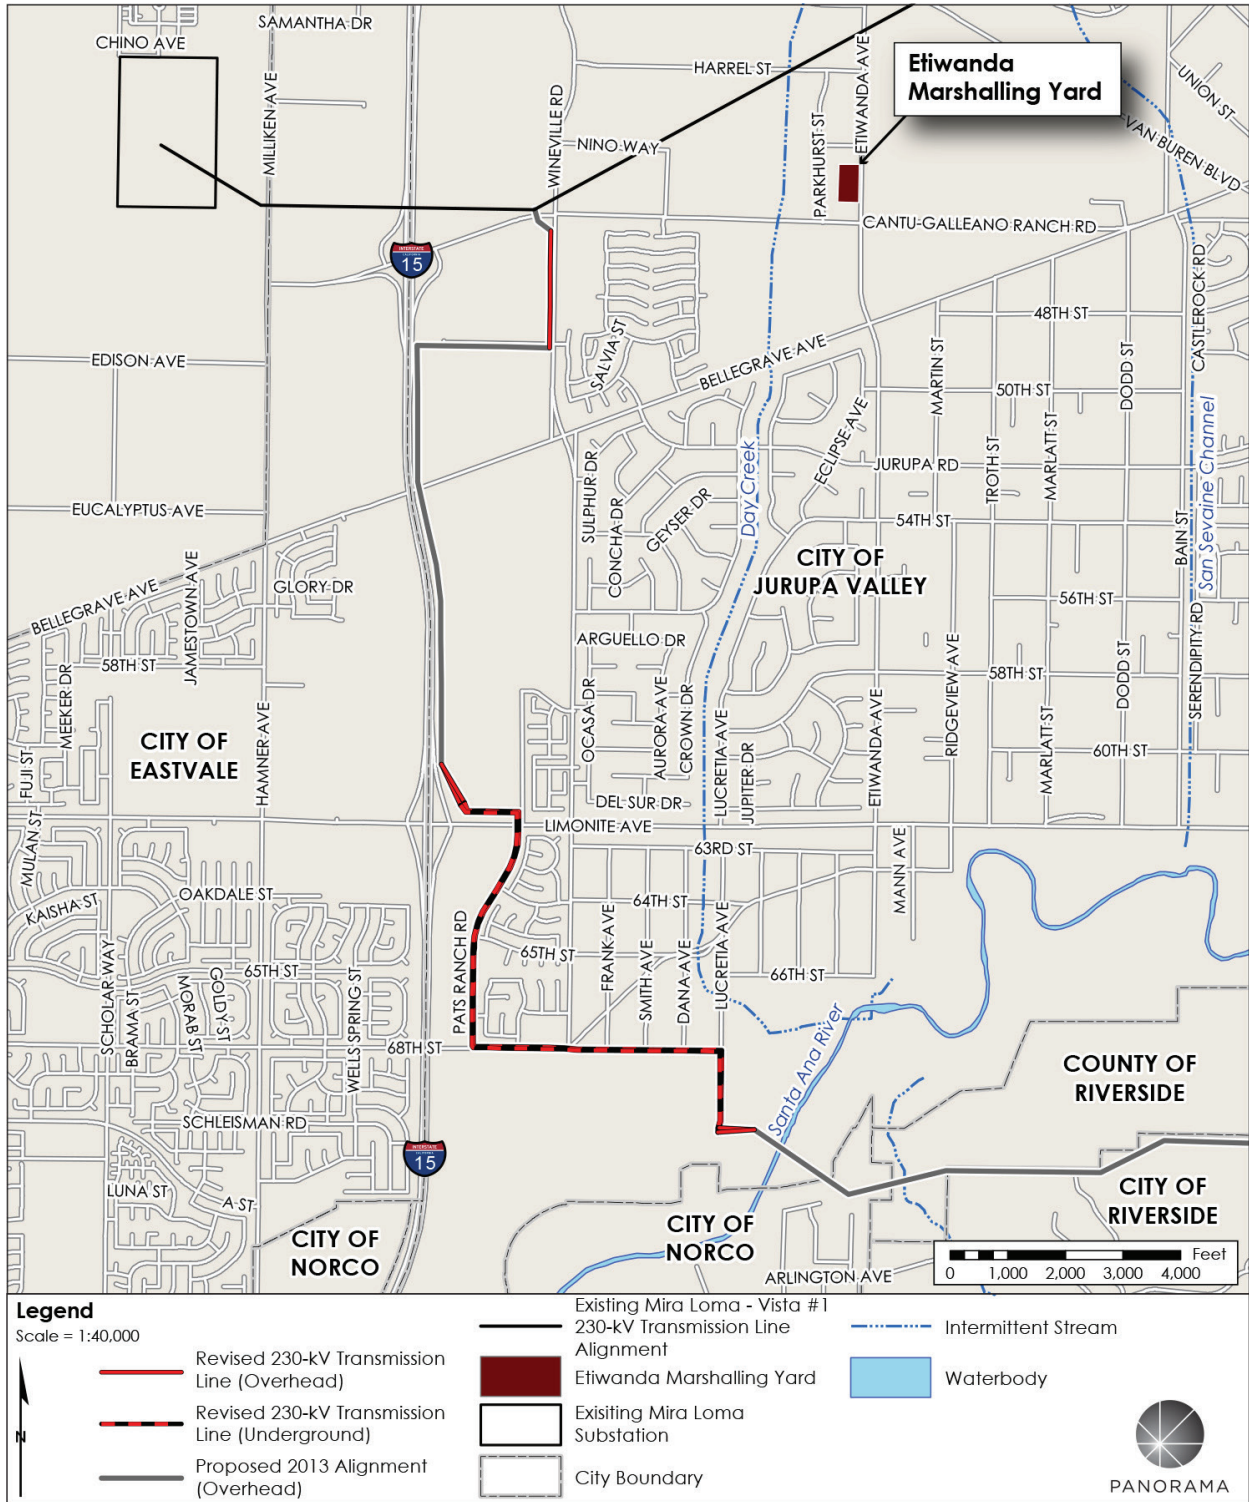 SAMANTHA DR
CHINO AVE
MILLIKEN AVE
HARREL ST
WINEVILLE RD
NINO WAY
PARKHURST ST
ETIWANDA AVE
Etiwanda
Marshalling Yard
UNION ST
VAN BUREN BLVD
CANTU-GALLEANO RANCH RD
INTERSTATE
CALIFORNIA
15
CASTLEROCK RD
48TH ST
SALVIA ST
BELLEGRAVE AVE
MARTIN ST
DODD ST
EDISON AVE
50TH ST
ECLIPSE AVE
JURUPA RD
TROTH ST
MARLATT ST
San Sevaine Channel
Day Creek
SULPHUR DR
CONCHA DR
GEYSER DR
EUCALYPTUS AVE
54TH ST
BAIN ST
CITY OF
JURUPA VALLEY
JAMESTOWN AVE
GLORY DR
BELLEGRAVE AVE
56TH ST
ARGUELLO DR
58TH ST
MEEKER DR
RIDGEVIEW AVE
58TH ST
DODD ST
SERENDIPITY RD
OCASA DR
AURORA AVE
CROWN DR
LUCRETIA AVE
JUPITER DR
ETIWANDA AVE
MARLATT ST
60TH ST
CITY OF
EASTVALE
HAMNER AVE
FUJI ST
DEL SUR DR
LIMONITE AVE
MULAN ST
63RD ST
MANN AVE
KAISHA ST
OAKDALE ST
64TH ST
PATS RANCH RD
65TH ST
FRANK AVE
SMITH AVE
DANA AVE
LUCRETIA AVE
66TH ST
SCHOLAR WAY
BRAMA ST
MORAB ST
GOLDY ST
65TH ST
WELLS SPRING ST
68TH ST
Santa Ana River
COUNTY OF
RIVERSIDE
SCHLEISMAN RD
INTERSTATE
CALIFORNIA
15
LUNA ST
A ST
CITY OF
NORCO
CITY OF
NORCO
CITY OF
RIVERSIDE
ARLINGTON AVE
Feet
0 1,000 2,000 3,000 4,000
Legend
Scale = 1:40,000
N
Revised 230-kV Transmission
Line (Overhead)
Revised 230-kV Transmission
Line (Underground)
Proposed 2013 Alignment
(Overhead)
Existing Mira Loma - Vista #1
230-kV Transmission Line
Alignment
Etiwanda Marshalling Yard
Exisiting Mira Loma
Substation
City Boundary
Intermittent Stream
Waterbody
PANORAMA